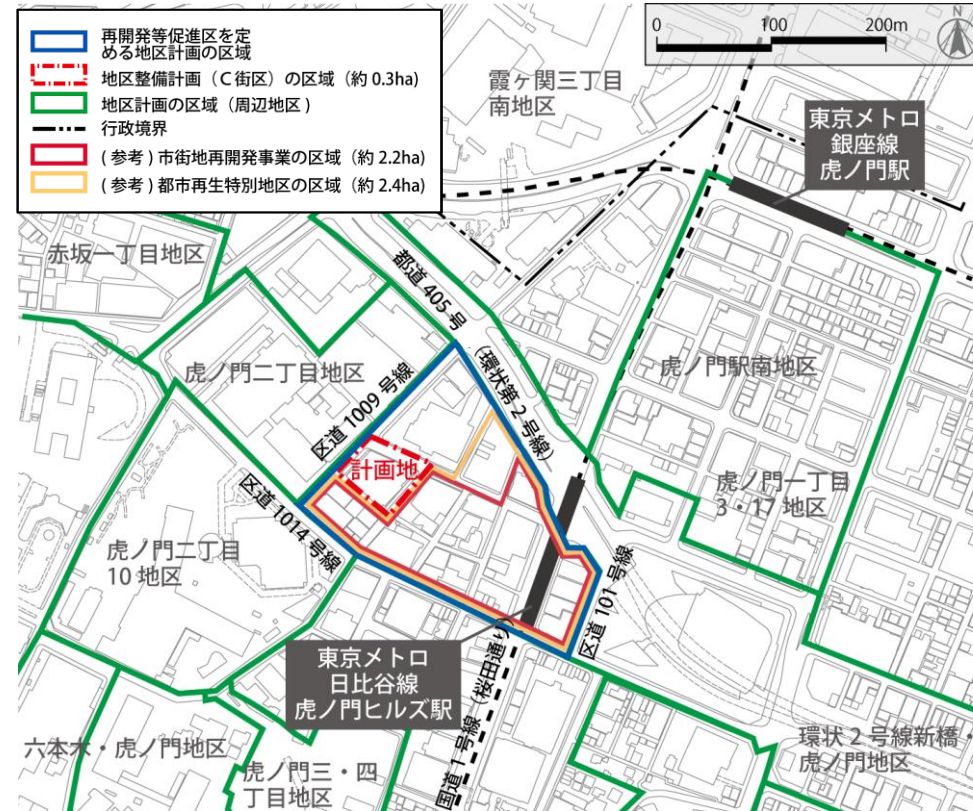 再開発等促進区を定
める地区計画の区域
地区整備計画（C街区）の区域（約 0.3ha）
地区計画の区域（周辺地区）
行政境界
(参考)市街地再開発事業の区域（約 2.2ha）
(参考)都市再生特別地区の区域（約 2.4ha）
0 100 200m
N
霞ヶ関三丁目
南地区
東京メトロ
銀座線
虎ノ門駅
赤坂一丁目地区
都道 405 号
（環状第 2 号線）
虎ノ門二丁目地区
虎ノ門駅南地区
区道 1009 号線
計画地
区道 1014 号線
虎ノ門一丁目
3・17 地区
虎ノ門二丁目
10 地区
区道 101 号線
東京メトロ
日比谷線
虎ノ門ヒルズ駅
国道 1 号線（桜田通り）
六本木・虎ノ門地区
虎ノ門三・四
丁目地区
環状 2 号線新橋・
虎ノ門地区